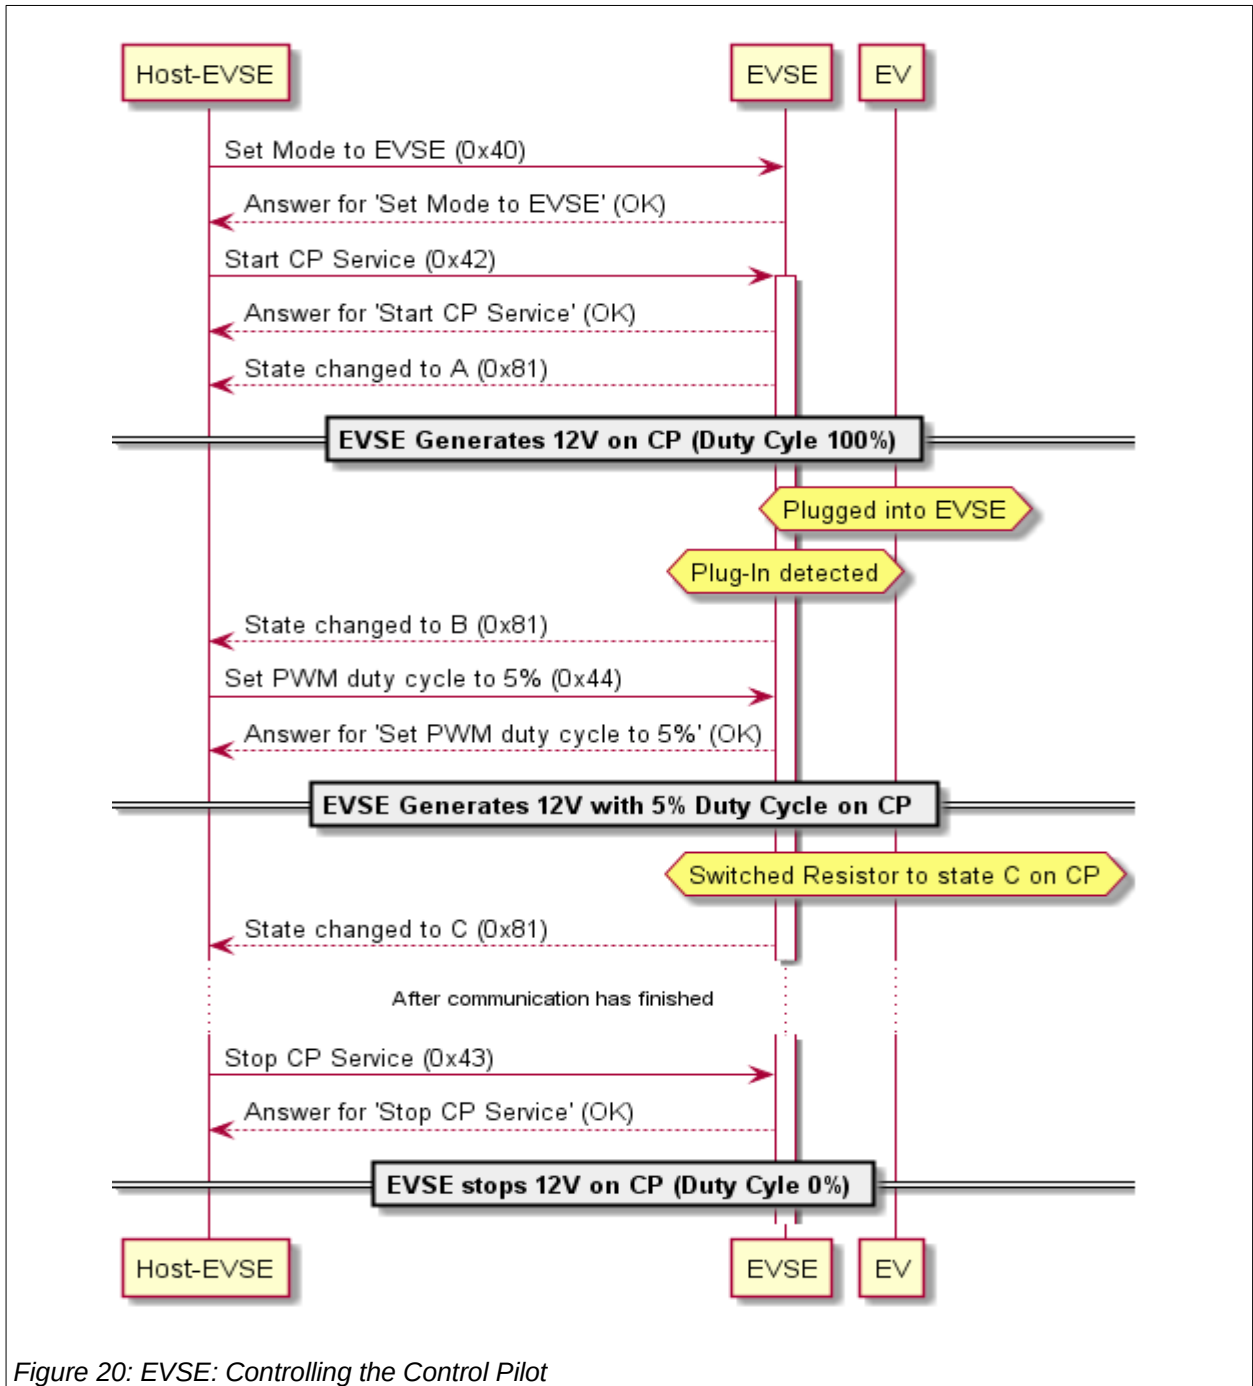 Host-EVSE
EVSE
EV
Set Mode to EVSE (0x40)
Answer for 'Set Mode to EVSE' (OK)
Start CP Service (0x42)
Answer for 'Start CP Service' (OK)
State changed to A (0x81)
EVSE Generates 12V on CP (Duty Cyle 100%)
Plugged into EVSE
Plug-In detected
State changed to B (0x81)
Set PWM duty cycle to 5% (0x44)
Answer for 'Set PWM duty cycle to 5%' (OK)
EVSE Generates 12V with 5% Duty Cycle on CP
Switched Resistor to state C on CP
State changed to C (0x81)
After communication has finished
Stop CP Service (0x43)
Answer for 'Stop CP Service' (OK)
EVSE stops 12V on CP (Duty Cyle 0%)
Host-EVSE
EVSE
EV
Figure 20: EVSE: Controlling the Control Pilot